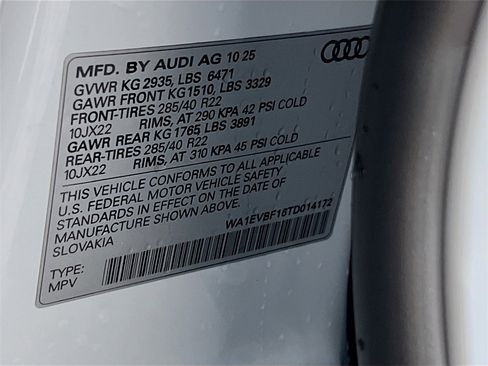 MFD. BY AUDI AG 10 25
GVWR KG 2935, LBS 6471
GAWR FRONT KG1510, LBS 3329
FRONT-TIRES 285/40 R22
10JX22 RIMS, AT 290 KPA 42 PSI COLD
GAWR REAR KG 1765 LBS 3891
REAR-TIRES 285/40 R22
10JX22 RIMS, AT 310 KPA 45 PSI COLD
THIS VEHICLE CONFORMS TO ALL APPLICABLE
U.S. FEDERAL MOTOR VEHICLE SAFETY
STANDARDS IN EFFECT ON THE DATE OF
MANUFACTURE SHOWN ABOVE.
SLOVAKIA
WA1EVBF15TD014172
TYPE:
MPV